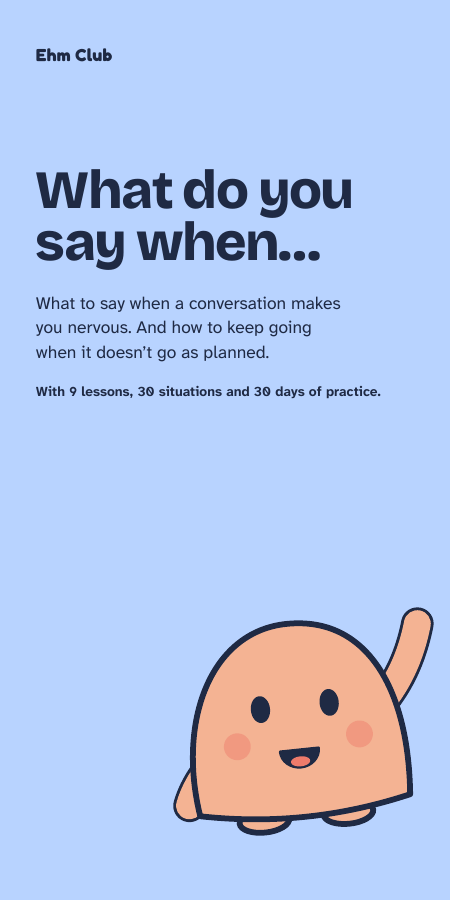 Ehm Club
What do you
say when...
What to say when a conversation makes
you nervous. And how to keep going
when it doesn’t go as planned.
With 9 lessons, 30 situations and 30 days of practice.